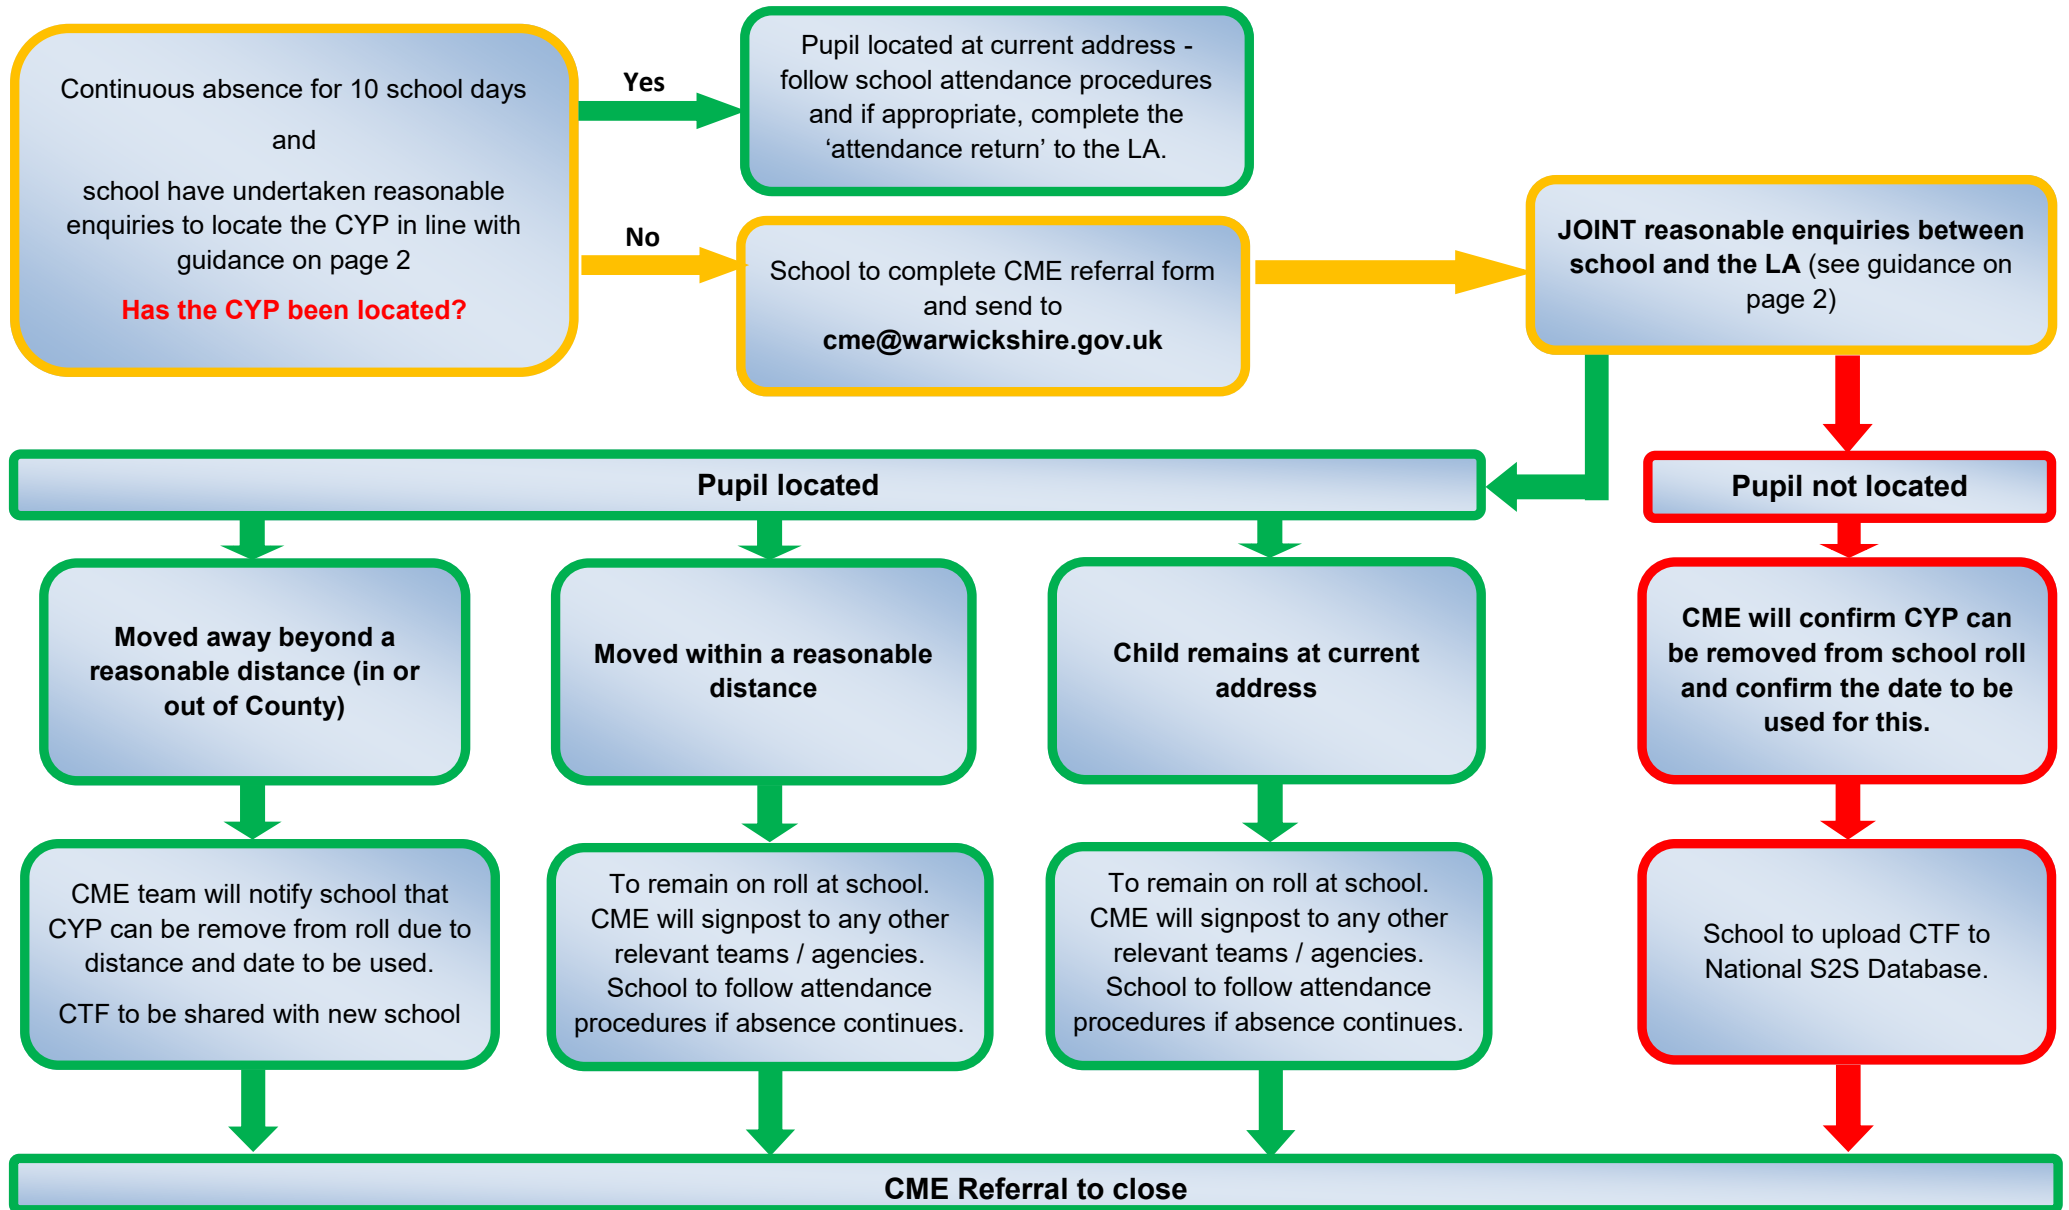 Continuous absence for 10 school days
and
school have undertaken reasonable
enquiries to locate the CYP in line with
guidance on page 2
Has the CYP been located?
Yes
Pupil located at current address -
follow school attendance procedures
and if appropriate, complete the
‘attendance return’ to the LA.
No
School to complete CME referral form
and send to
cme@warwickshire.gov.uk
JOINT reasonable enquiries between
school and the LA (see guidance on
page 2)
Pupil located
Pupil not located
Moved away beyond a
reasonable distance (in or
out of County)
Moved within a reasonable
distance
Child remains at current
address
CME will confirm CYP can
be removed from school roll
and confirm the date to be
used for this.
CME team will notify school that
CYP can be remove from roll due to
distance and date to be used.
CTF to be shared with new school
To remain on roll at school.
CME will signpost to any other
relevant teams / agencies.
School to follow attendance
procedures if absence continues.
To remain on roll at school.
CME will signpost to any other
relevant teams / agencies.
School to follow attendance
procedures if absence continues.
School to upload CTF to
National S2S Database.
CME Referral to close